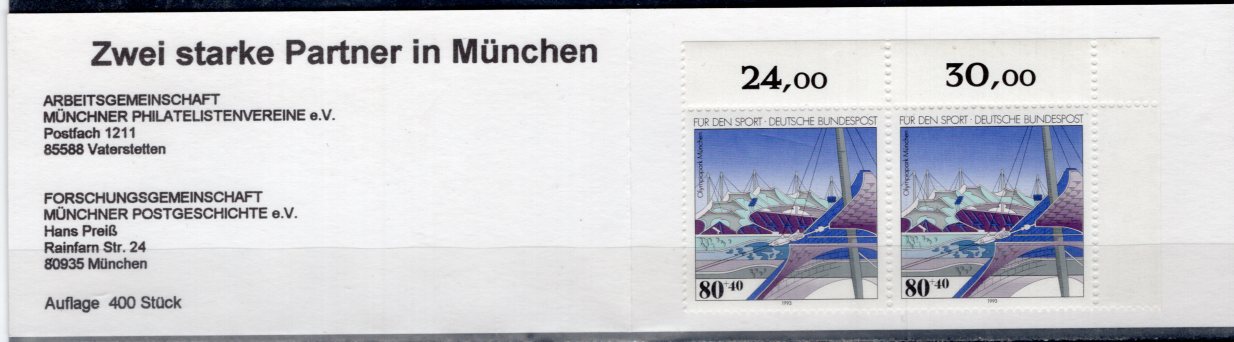 Zwei starke Partner in München
ARBEITSGEMEINSCHAFT
MÜNCHNER PHILATELISTENVEREINE e.V.
Postfach 1211
85588 Vaterstetten
FORSCHUNGSGEMEINSCHAFT
MÜNCHNER POSTGESCHICHTE e.V.
Hans Preiß
Rainfarn Str. 24
80935 München
Auflage 400 Stück
24,00 30,00
FÜR DEN SPORT · DEUTSCHE BUNDESPOST
Olympiapark München
80+40
1993
FÜR DEN SPORT · DEUTSCHE BUNDESPOST
Olympiapark München
80+40
1993